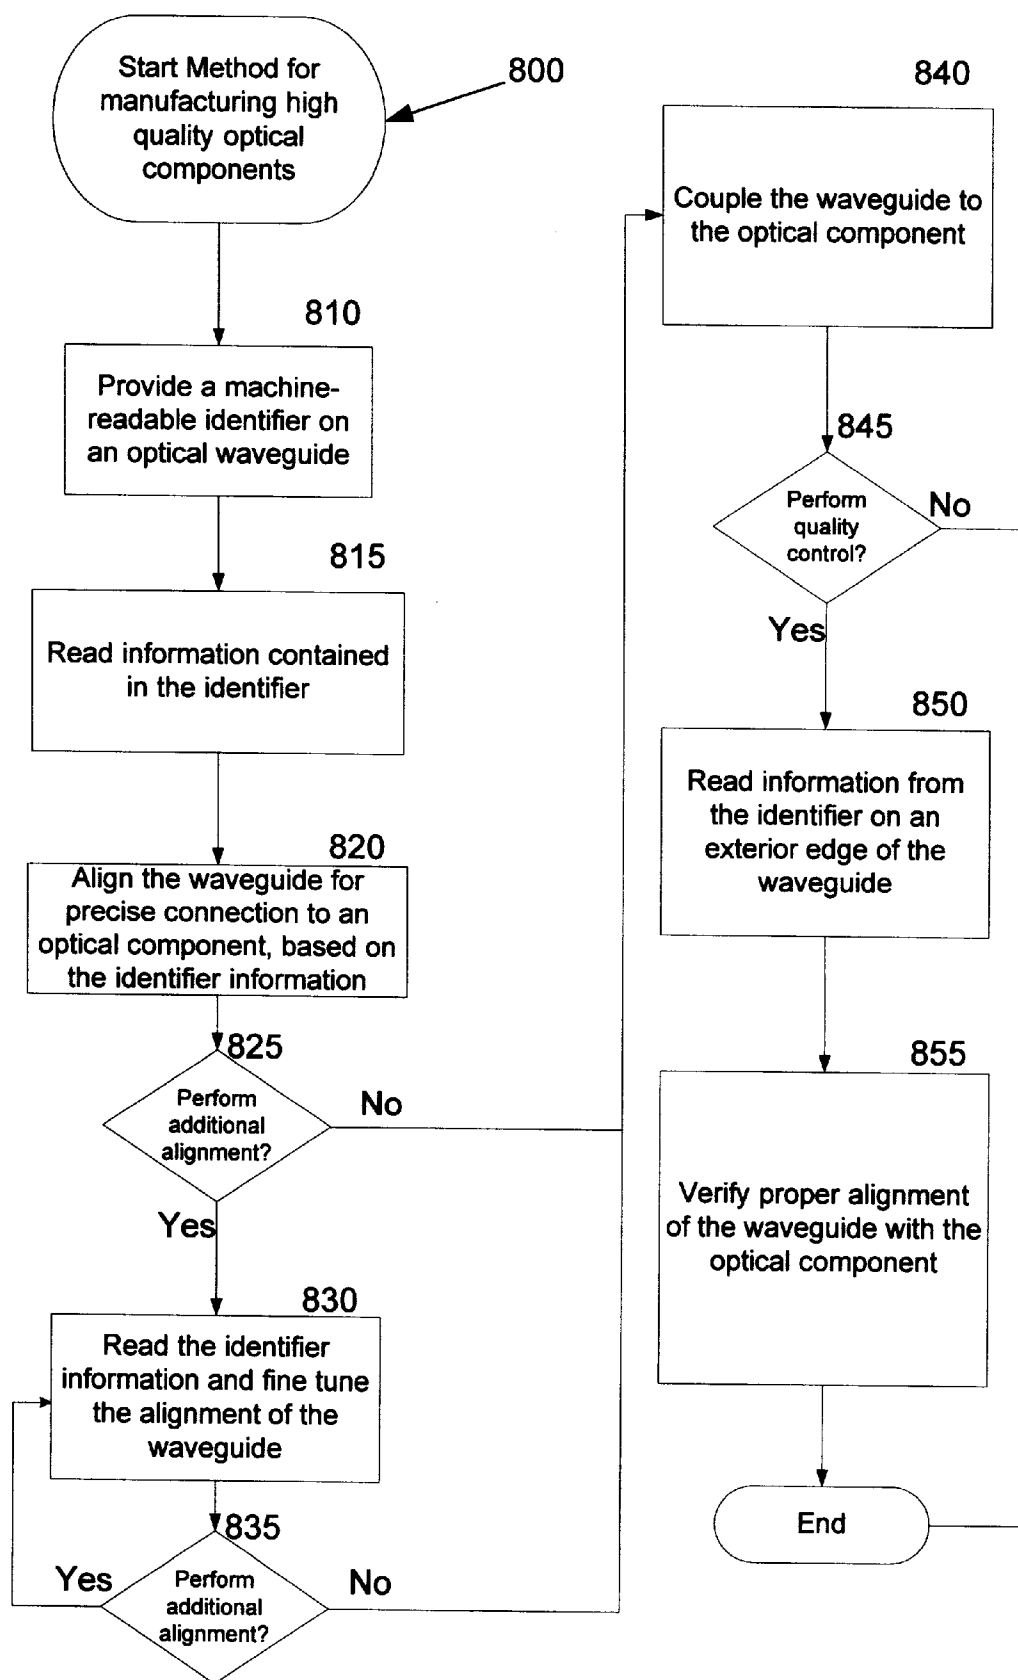 Start Method for
manufacturing high
quality optical
components
800
810
Provide a machine-
readable identifier on
an optical waveguide
815
Read information contained
in the identifier
820
Align the waveguide for
precise connection to an
optical component, based on
the identifier information
825
Perform
additional
alignment?
No
Yes
830
Read the identifier
information and fine tune
the alignment of the
waveguide
835
Yes
Perform
additional
alignment?
No
840
Couple the waveguide to
the optical component
845
Perform
quality
control?
No
Yes
850
Read information from
the identifier on an
exterior edge of the
waveguide
855
Verify proper alignment
of the waveguide with the
optical component
End